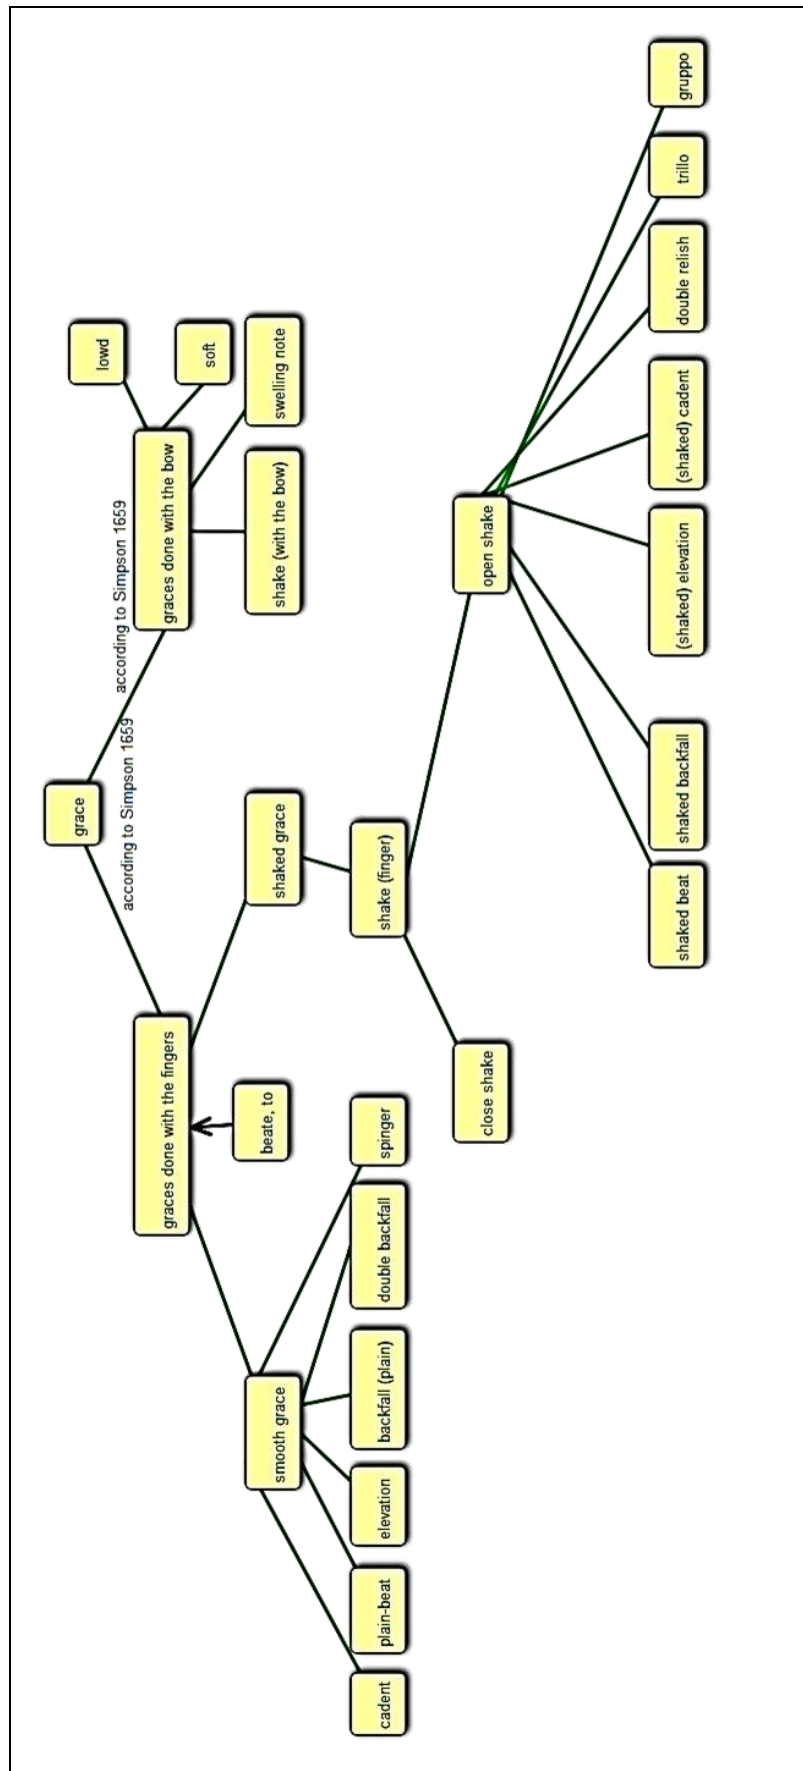 grace
according to Simpson 1659
according to Simpson 1659
graces done with the fingers
graces done with the bow
lowd
soft
beate, to
smooth grace
shaked grace
shake (with the bow)
swelling note
cadent
plain-beat
elevation
backfall (plain)
double backfall
spinger
shake (finger)
close shake
open shake
shaked beat
shaked backfall
(shaked) elevation
(shaked) cadent
double relish
trillo
gruppo